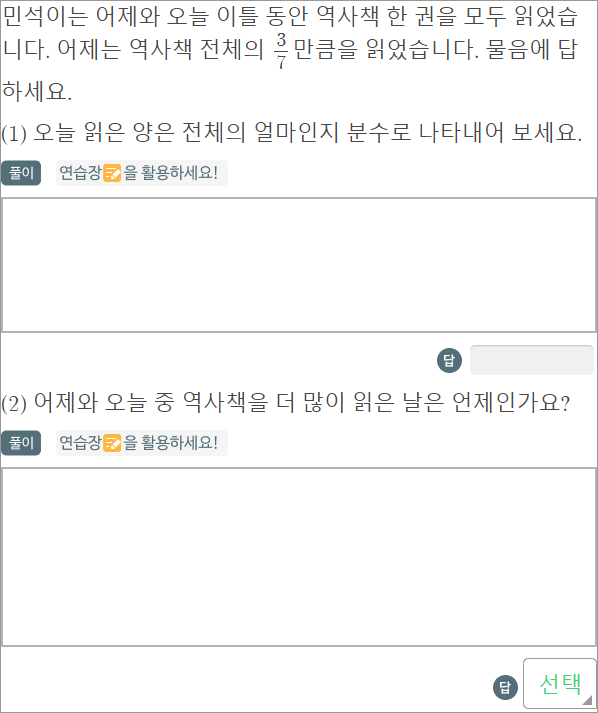 민석이는 어제와 오늘 이틀 동안 역사책 한 권을 모두 읽었습
니다. 어제는 역사책 전체의 3/7 만큼을 읽었습니다. 물음에 답
하세요.
(1) 오늘 읽은 양은 전체의 얼마인지 분수로 나타내어 보세요.
풀이 연습장을 활용하세요!
답
(2) 어제와 오늘 중 역사책을 더 많이 읽은 날은 언제인가요?
풀이 연습장을 활용하세요!
답 선택